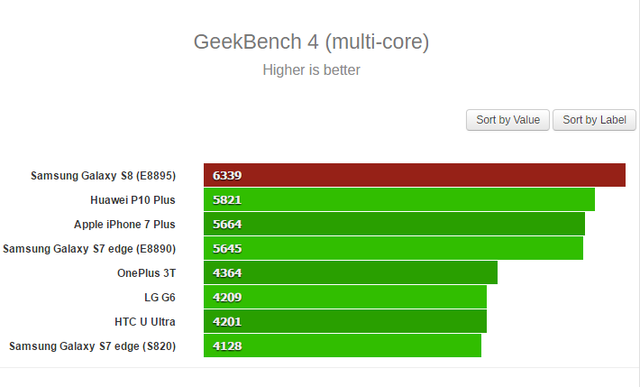 GeekBench 4 (multi-core)
Higher is better
Sort by Value Sort by Label
Samsung Galaxy S8 (E8895) 6339
Huawei P10 Plus 5821
Apple iPhone 7 Plus 5664
Samsung Galaxy S7 edge (E8890) 5645
OnePlus 3T 4364
LG G6 4209
HTC U Ultra 4201
Samsung Galaxy S7 edge (S820) 4128